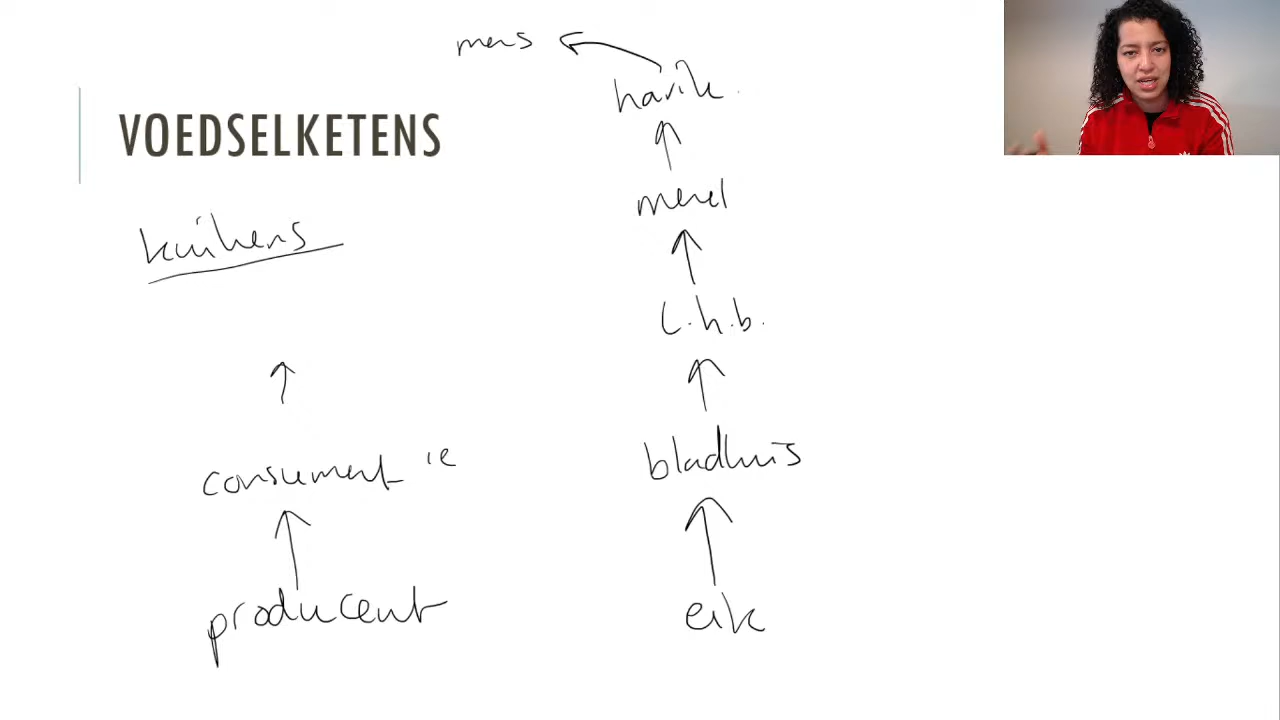 mens
havik
VOEDSELKETENS
merel
kuikens
L.h.b.
bladluis
consument 1e
producent
eik